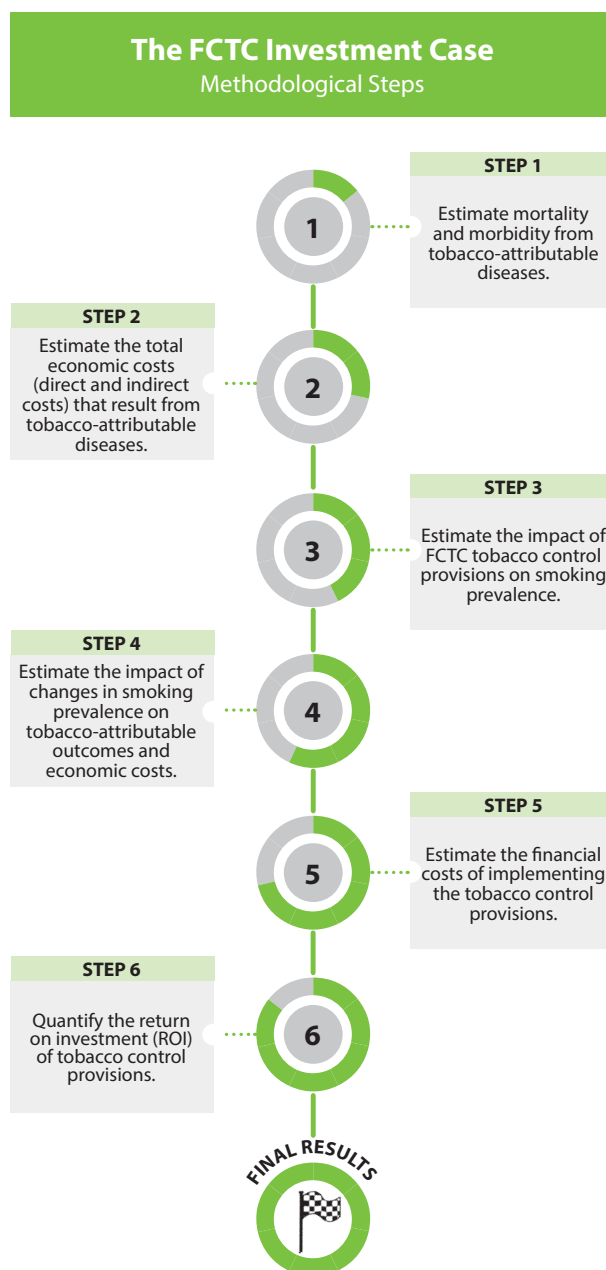 The FCTC Investment Case
Methodological Steps
STEP 1
1
Estimate mortality
and morbidity from
tobacco-attributable
diseases.
STEP 2
2
Estimate the total
economic costs
(direct and indirect
costs) that result from
tobacco-attributable
diseases.
STEP 3
3
Estimate the impact of
FCTC tobacco control
provisions on smoking
prevalence.
STEP 4
4
Estimate the impact of
changes in smoking
prevalence on
tobacco-attributable
outcomes and
economic costs.
STEP 5
5
Estimate the financial
costs of implementing
the tobacco control
provisions.
STEP 6
6
Quantify the return
on investment (ROI)
of tobacco control
provisions.
FINAL RESULTS